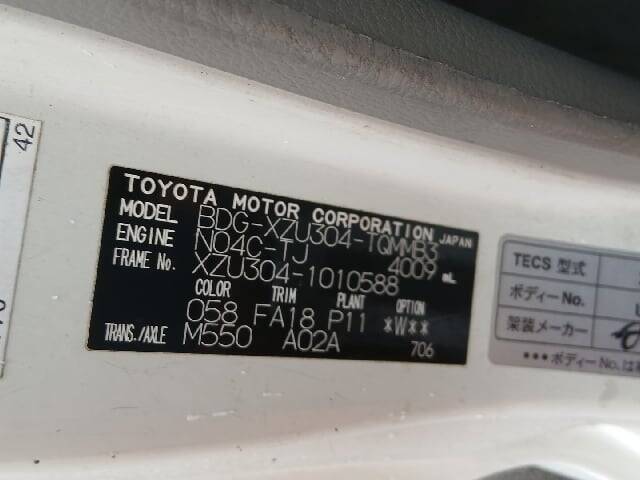 42
TOYOTA MOTOR CORPORATION JAPAN
MODEL BDG-XZU304-TQMMB3
ENGINE N04C-TJ 4009 mL
FRAME No. XZU304-1010588
COLOR TRIM PLANT OPTION
058 FA18 P11 *W**
TRANS./AXLE M550 A02A 706
TECS 型式
ボディーNo.
架装メーカー
***ボディーNo.は